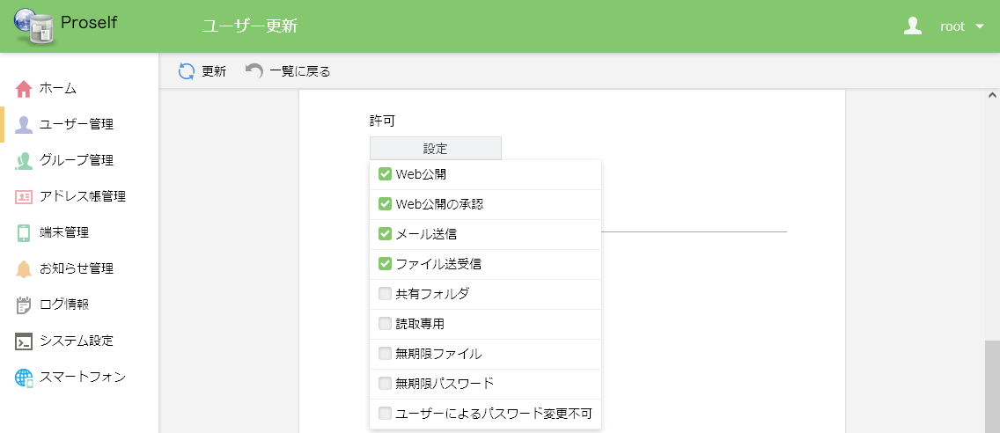 Proself
ユーザー更新
root
更新
一覧に戻る
ホーム
ユーザー管理
グループ管理
アドレス帳管理
端末管理
お知らせ管理
ログ情報
システム設定
スマートフォン
許可
設定
Web公開
Web公開の承認
メール送信
ファイル送受信
共有フォルダ
読取専用
無期限ファイル
無期限パスワード
ユーザーによるパスワード変更不可